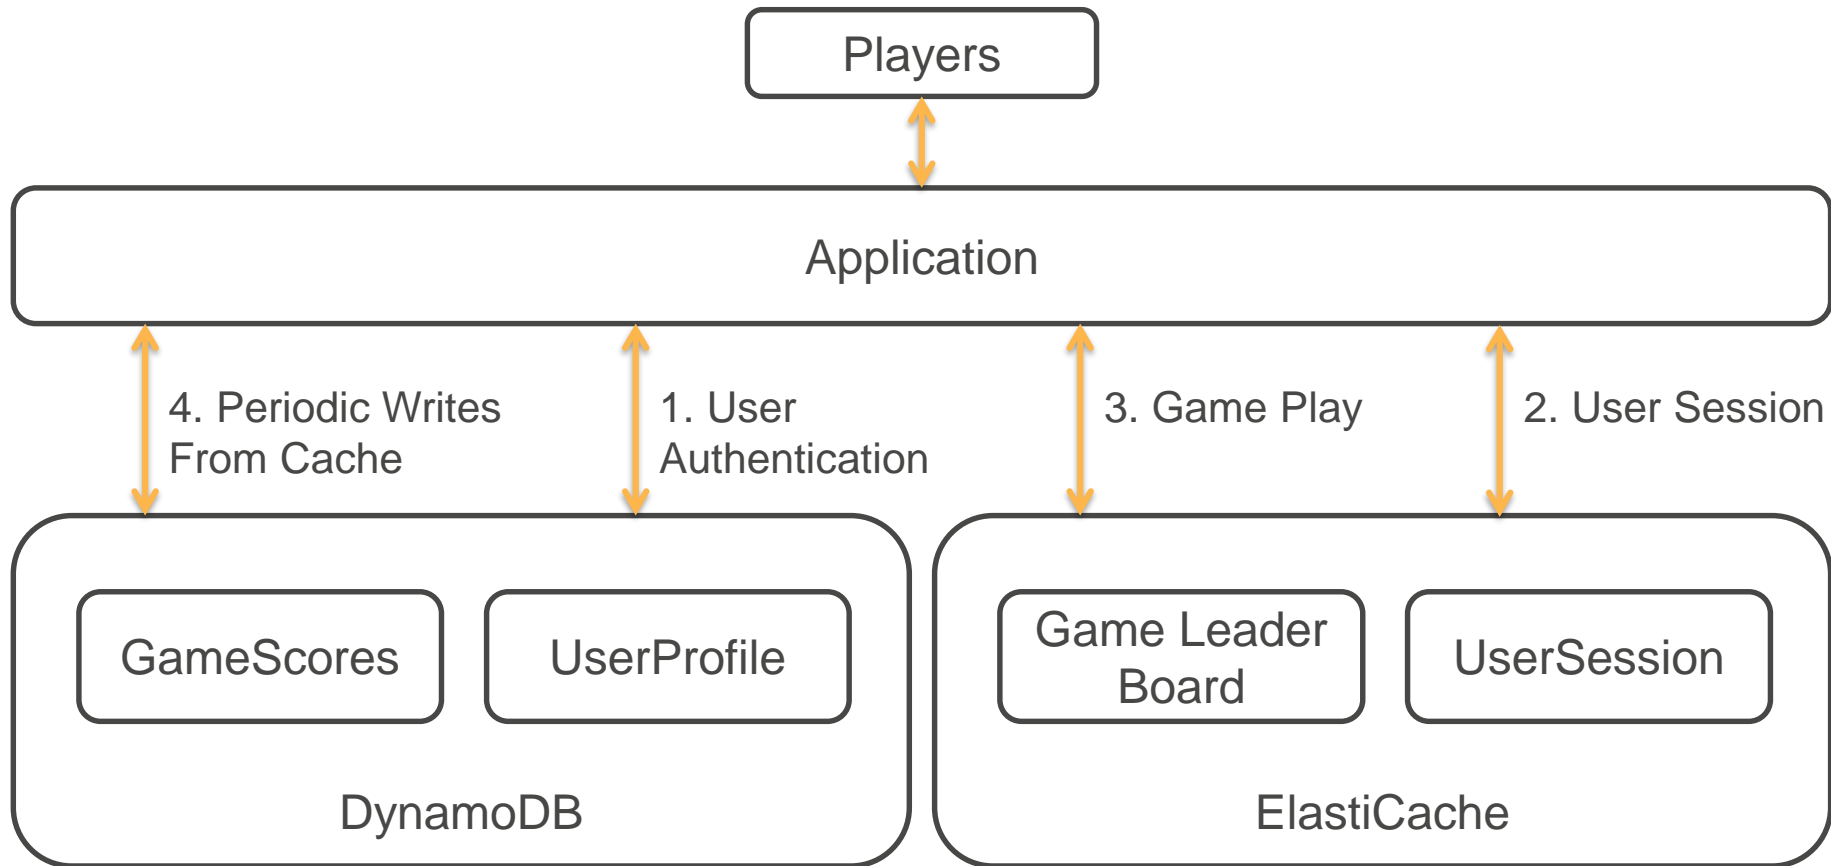 Players
Application
4. Periodic Writes
From Cache
1. User
Authentication
3. Game Play
2. User Session
GameScores
UserProfile
Game Leader
Board
UserSession
DynamoDB
ElastiCache